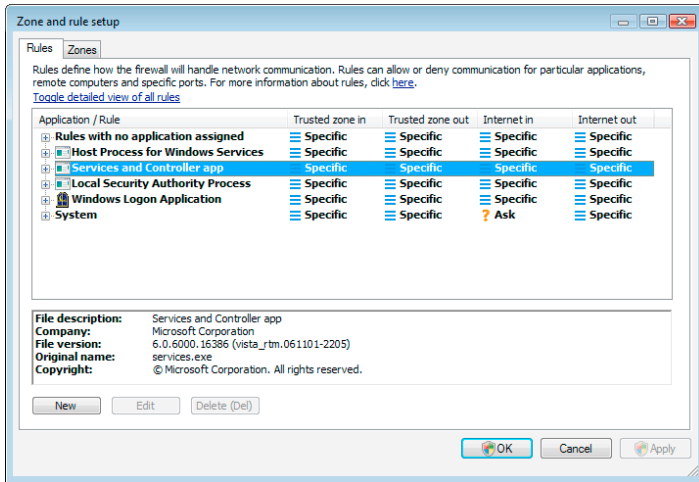 Zone and rule setup
Rules Zones
Rules define how the firewall will handle network communication. Rules can allow or deny communication for particular applications,
remote computers and specific ports. For more information about rules, click here.
Toggle detailed view of all rules
Application / Rule Trusted zone in Trusted zone out Internet in Internet out
Rules with no application assigned Specific Specific Specific Specific
Host Process for Windows Services Specific Specific Specific Specific
Services and Controller app Specific Specific Specific Specific
Local Security Authority Process Specific Specific Specific Specific
Windows Logon Application Specific Specific Specific Specific
System Specific Specific ? Ask Specific
File description: Services and Controller app
Company: Microsoft Corporation
File version: 6.0.6000.16386 (vista_rtm.061101-2205)
Original name: services.exe
Copyright: © Microsoft Corporation. All rights reserved.
New Edit Delete (Del)
OK Cancel Apply